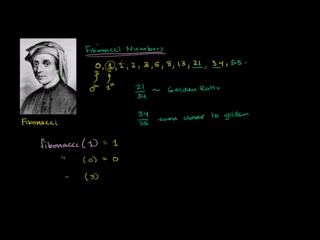 Fibonacci Numbers
0, 1, 1, 2, 3, 5, 8, 13, 21, 34, 55.
0th 1st
21/34 ~ Golden Ratio
34/55 even closer to golden
Fibonacci
fibonacci (1) = 1
" (0) = 0
" (3)